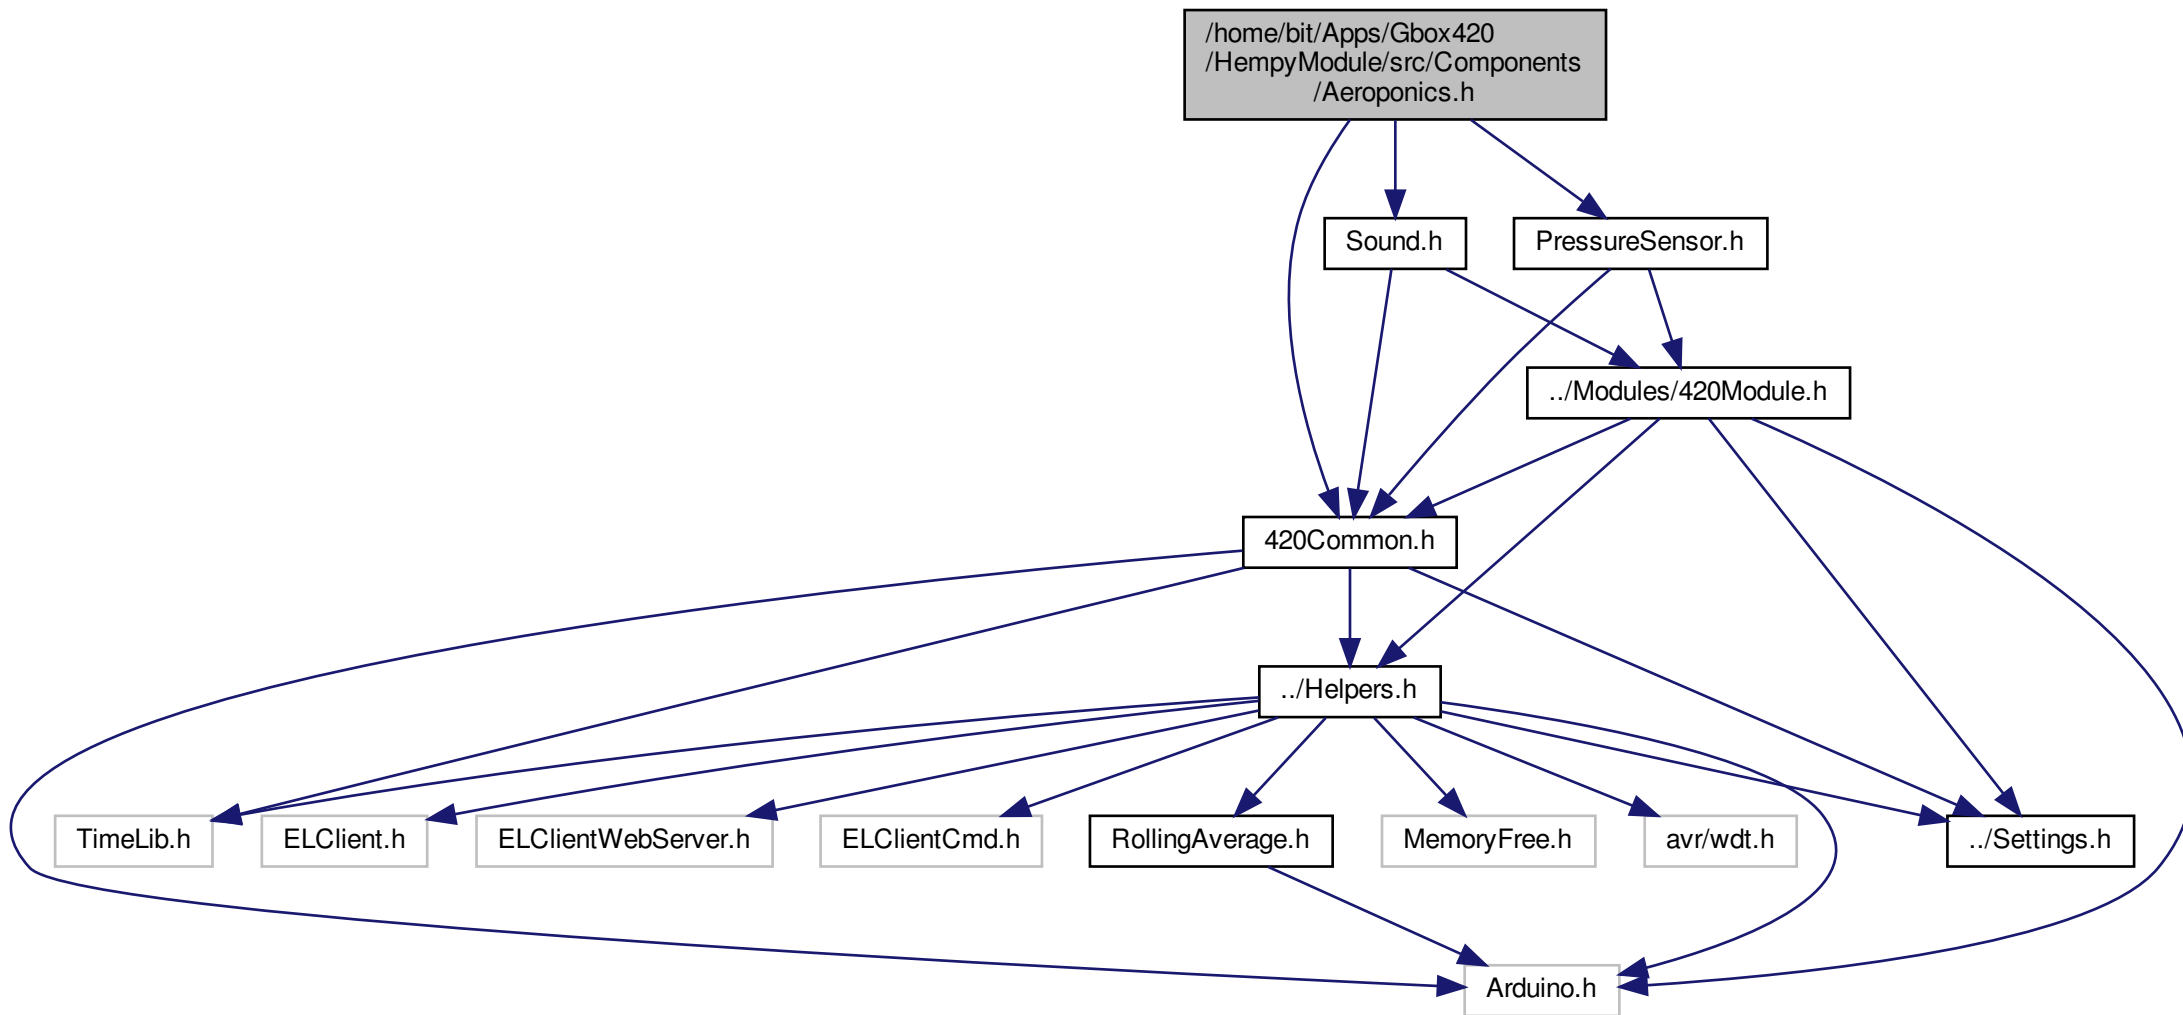 /home/bit/Apps/Gbox420
/HempyModule/src/Components
/Aeroponics.h
Sound.h
PressureSensor.h
../Modules/420Module.h
420Common.h
../Helpers.h
TimeLib.h
ELClient.h
ELClientWebServer.h
ELClientCmd.h
RollingAverage.h
MemoryFree.h
avr/wdt.h
../Settings.h
Arduino.h